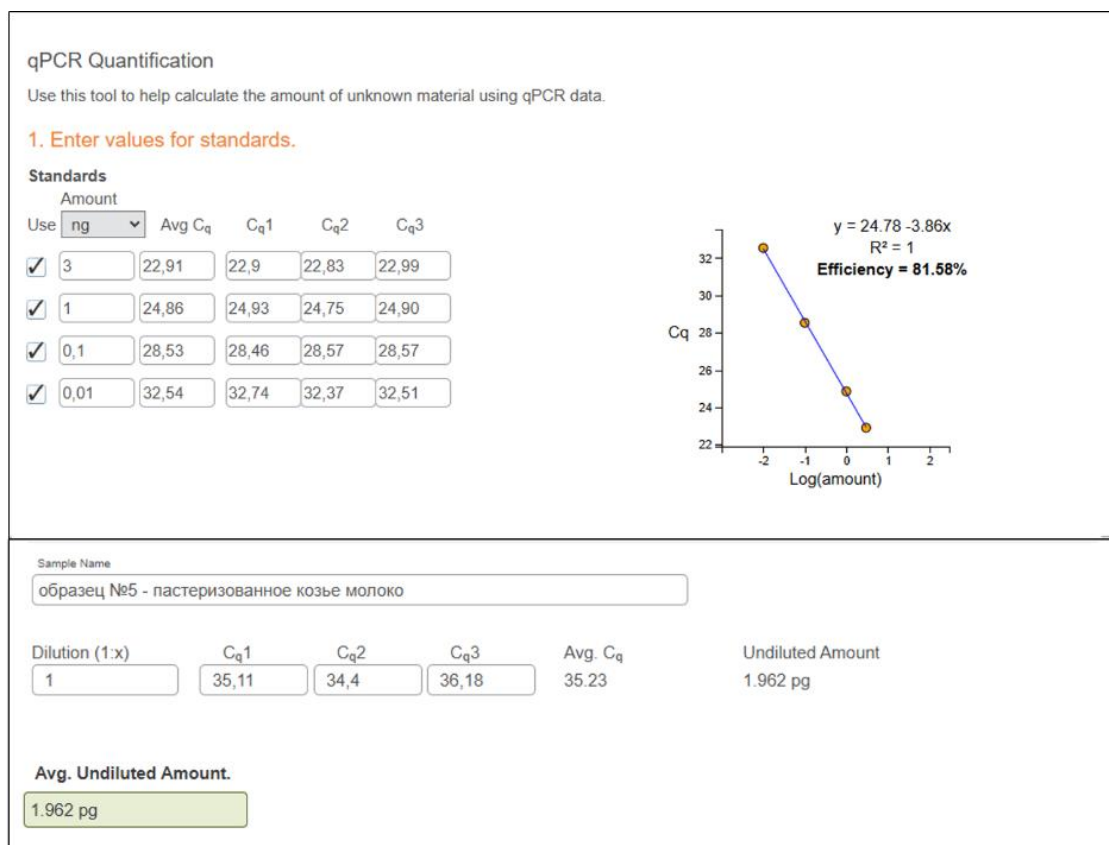 qPCR Quantification
Use this tool to help calculate the amount of unknown material using qPCR data.
1. Enter values for standards.
Standards
Amount
Use ng Avg Cq Cq1 Cq2 Cq3
3 22,91 22,9 22,83 22,99
1 24,86 24,93 24,75 24,90
0,1 28,53 28,46 28,57 28,57
0,01 32,54 32,74 32,37 32,51
y = 24.78 -3.86x
R² = 1
Efficiency = 81.58%
32
30
Cq 28
26
24
22
-2 -1 0 1 2
Log(amount)
Sample Name
образец №5 - пастеризованное козье молоко
Dilution (1:x) Cq1 Cq2 Cq3 Avg. Cq Undiluted Amount
1 35,11 34,4 36,18 35.23 1.962 pg
Avg. Undiluted Amount.
1.962 pg